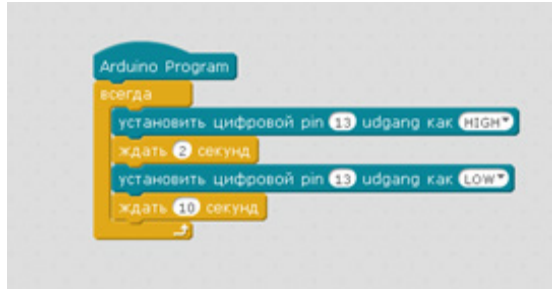 Arduino Program
всегда
установить цифровой pin 13 udgang как HIGH
ждать 2 секунд
установить цифровой pin 13 udgang как LOW
ждать 10 секунд